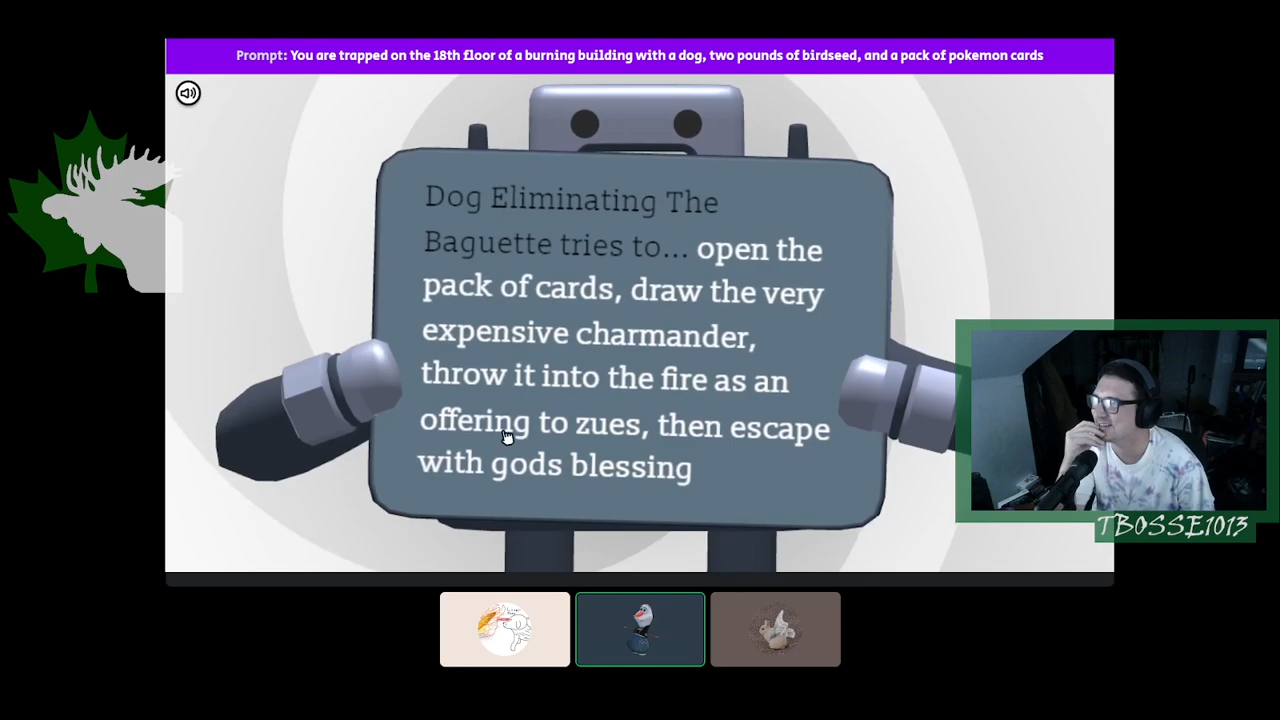 Prompt: You are trapped on the 18th floor of a burning building with a dog, two pounds of birdseed, and a pack of pokemon cards
Dog Eliminating The
Baguette tries to... open the
pack of cards, draw the very
expensive charmander,
throw it into the fire as an
offering to zues, then escape
with gods blessing
TBOSSE1013